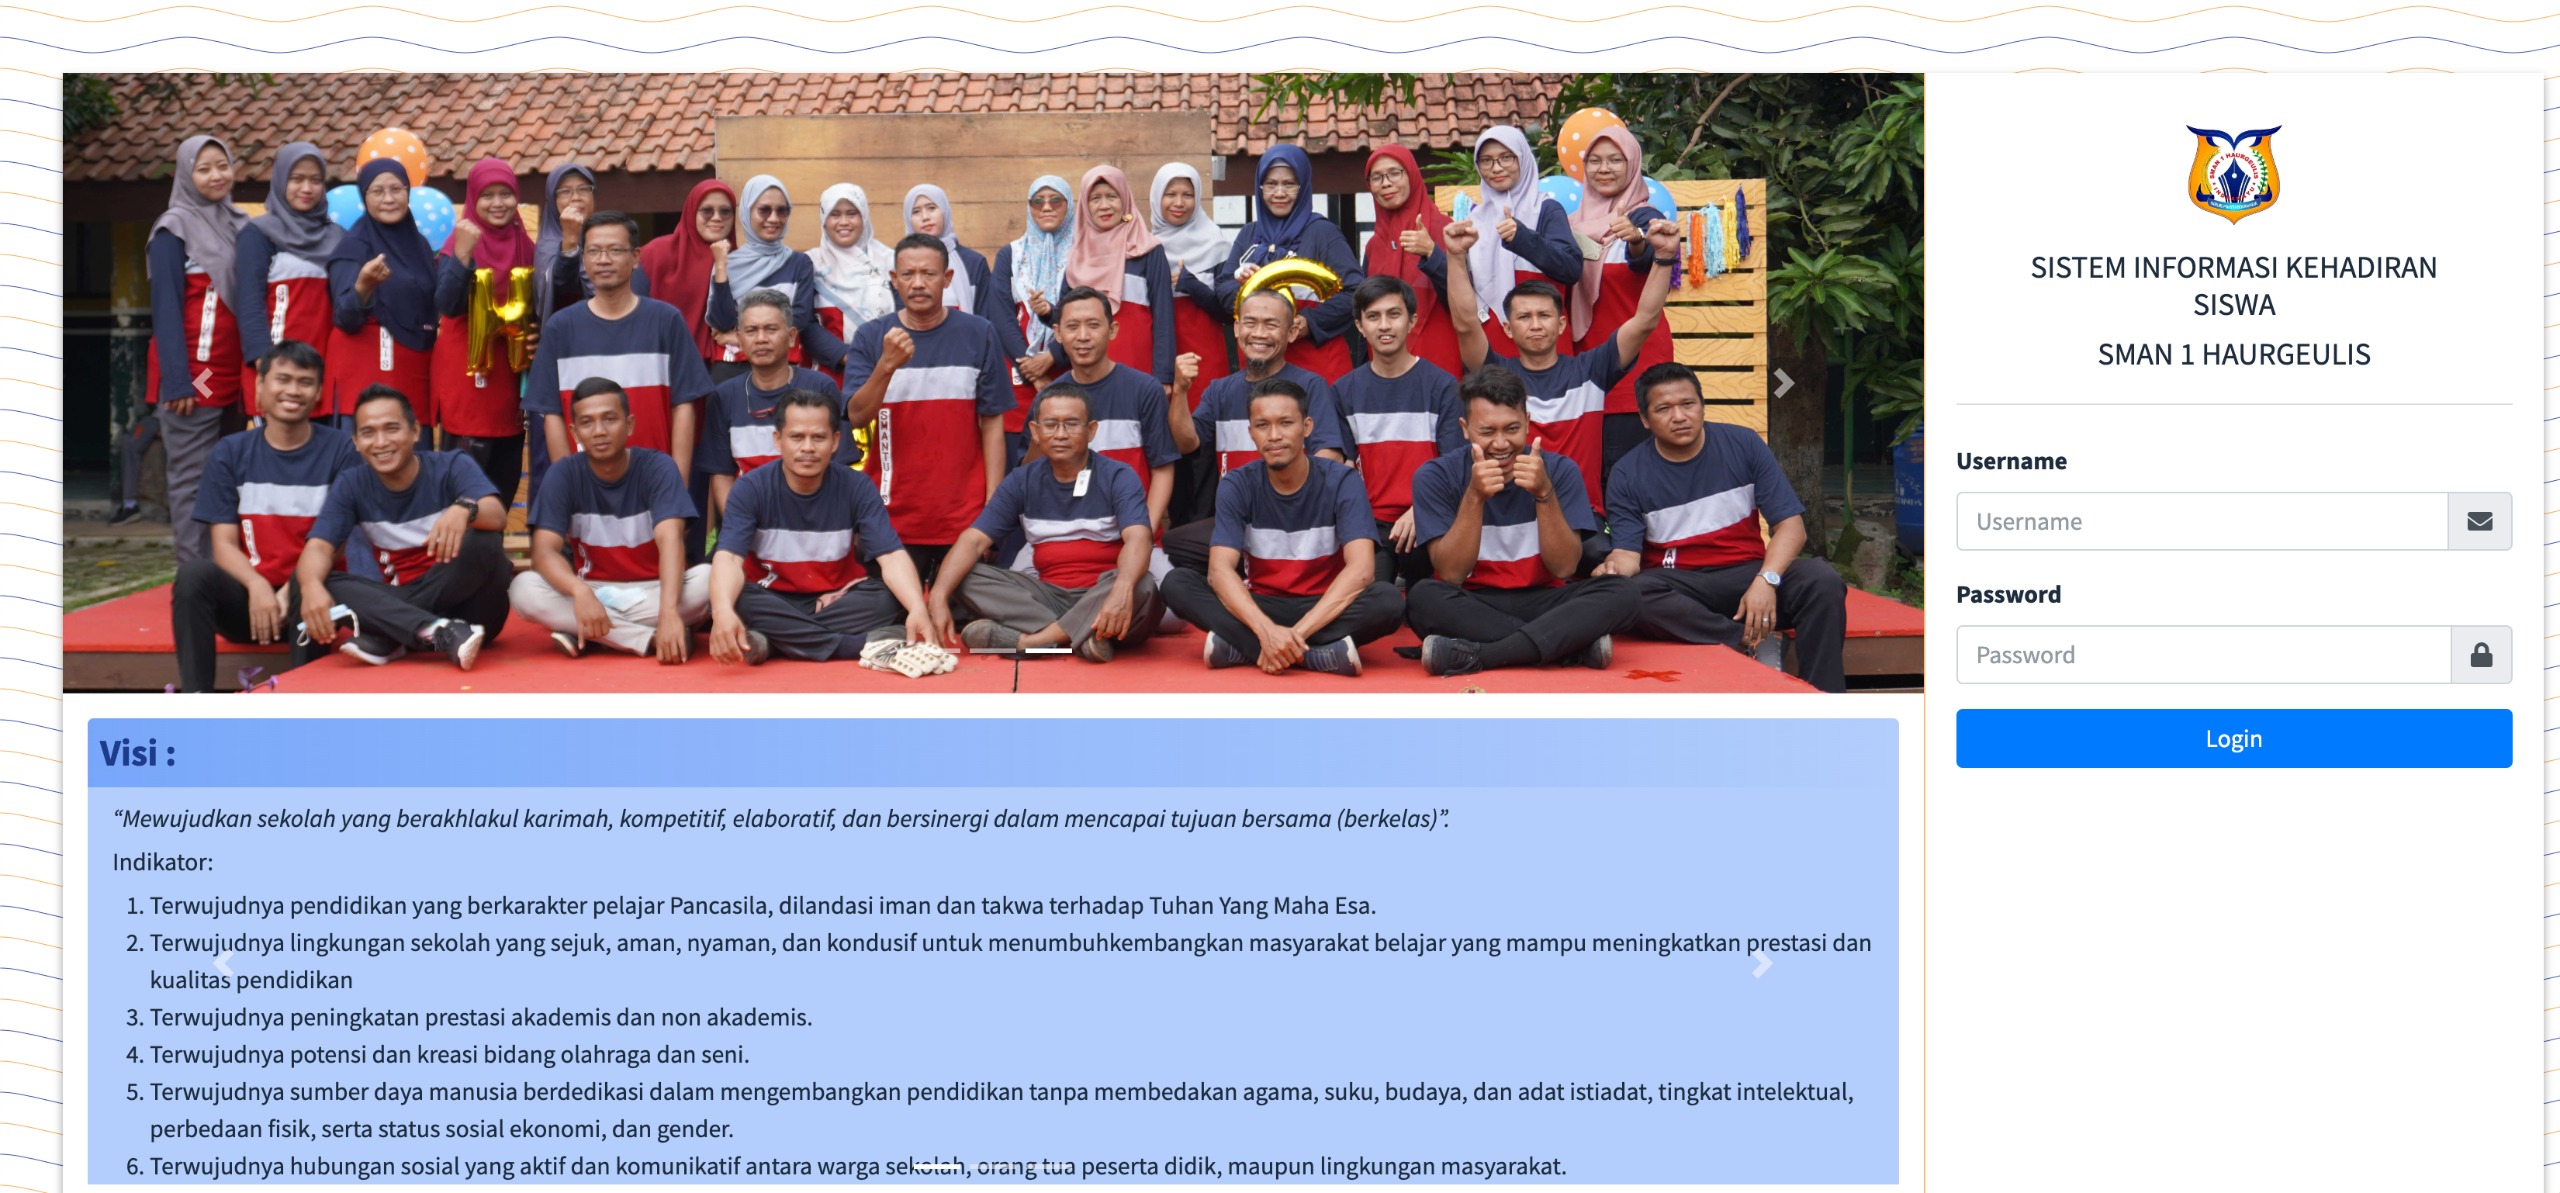 SMANTULIS
SMAN 1 HAURGEULIS
SISTEM INFORMASI KEHADIRAN
SISWA
SMAN 1 HAURGEULIS
Username
Username
Password
Password
Login
Visi :
“Mewujudkan sekolah yang berakhlakul karimah, kompetitif, elaboratif, dan bersinergi dalam mencapai tujuan bersama (berkelas)”.
Indikator:
1. Terwujudnya pendidikan yang berkarakter pelajar Pancasila, dilandasi iman dan takwa terhadap Tuhan Yang Maha Esa.
2. Terwujudnya lingkungan sekolah yang sejuk, aman, nyaman, dan kondusif untuk menumbuhkembangkan masyarakat belajar yang mampu meningkatkan prestasi dan
kualitas pendidikan
3. Terwujudnya peningkatan prestasi akademis dan non akademis.
4. Terwujudnya potensi dan kreasi bidang olahraga dan seni.
5. Terwujudnya sumber daya manusia berdedikasi dalam mengembangkan pendidikan tanpa membedakan agama, suku, budaya, dan adat istiadat, tingkat intelektual,
perbedaan fisik, serta status sosial ekonomi, dan gender.
6. Terwujudnya hubungan sosial yang aktif dan komunikatif antara warga sekolah, orang tua peserta didik, maupun lingkungan masyarakat.